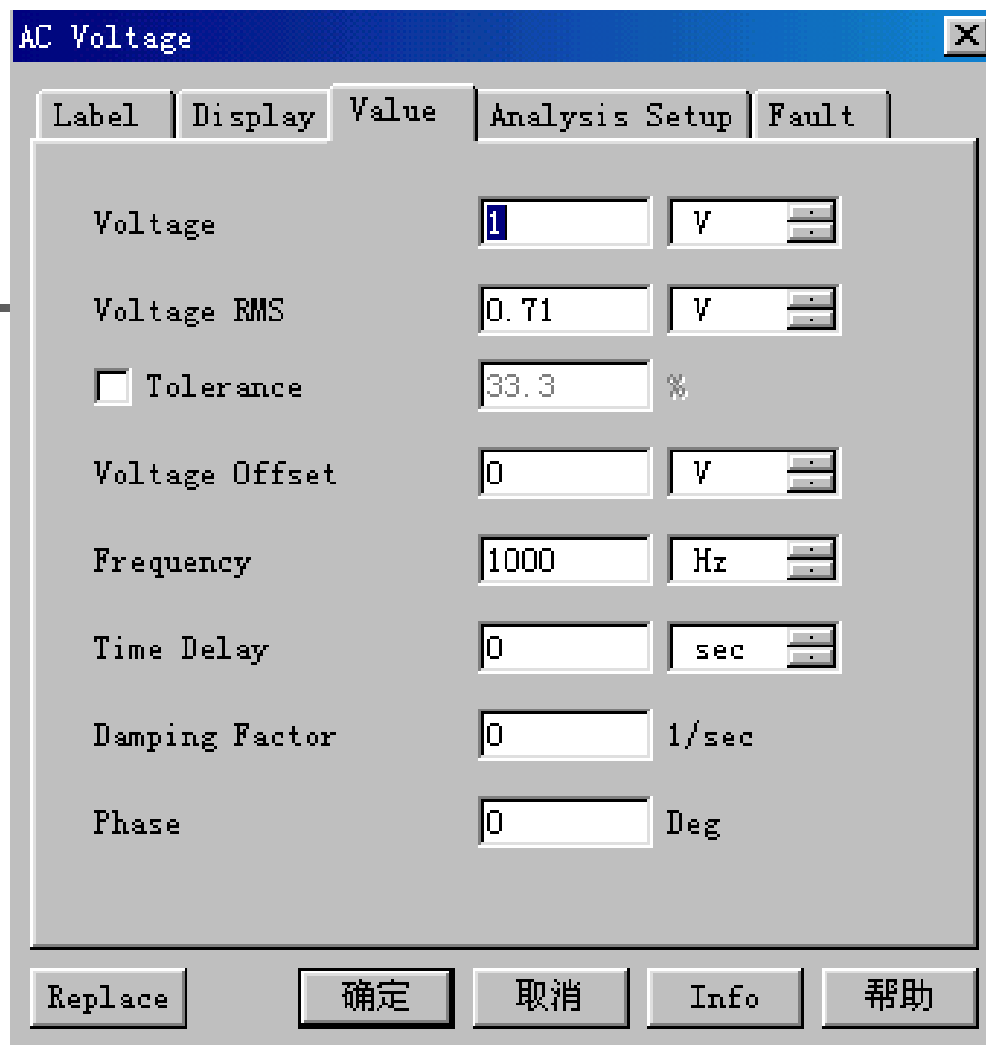 AC Voltage
Label Display Value Analysis Setup Fault
Voltage 1 V
Voltage RMS 0.71 V
Tolerance 33.3 %
Voltage Offset 0 V
Frequency 1000 Hz
Time Delay 0 sec
Damping Factor 0 1/sec
Phase 0 Deg
Replace 确定 取消 Info 帮助